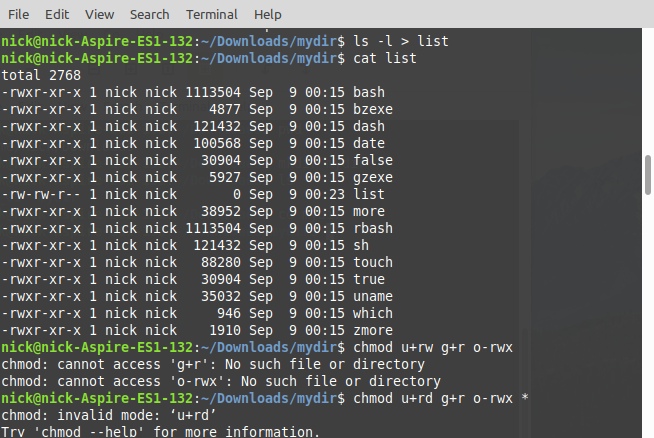 File Edit View Search Terminal Help
nick@nick-Aspire-ES1-132:~/Downloads/mydir$ ls -l > list
nick@nick-Aspire-ES1-132:~/Downloads/mydir$ cat list
total 2768
-rwxr-xr-x 1 nick nick 1113504 Sep  9 00:15 bash
-rwxr-xr-x 1 nick nick    4877 Sep  9 00:15 bzexe
-rwxr-xr-x 1 nick nick  121432 Sep  9 00:15 dash
-rwxr-xr-x 1 nick nick  100568 Sep  9 00:15 date
-rwxr-xr-x 1 nick nick   30904 Sep  9 00:15 false
-rwxr-xr-x 1 nick nick    5927 Sep  9 00:15 gzexe
-rw-rw-r-- 1 nick nick       0 Sep  9 00:23 list
-rwxr-xr-x 1 nick nick   38952 Sep  9 00:15 more
-rwxr-xr-x 1 nick nick 1113504 Sep  9 00:15 rbash
-rwxr-xr-x 1 nick nick  121432 Sep  9 00:15 sh
-rwxr-xr-x 1 nick nick   88280 Sep  9 00:15 touch
-rwxr-xr-x 1 nick nick   30904 Sep  9 00:15 true
-rwxr-xr-x 1 nick nick   35032 Sep  9 00:15 uname
-rwxr-xr-x 1 nick nick     946 Sep  9 00:15 which
-rwxr-xr-x 1 nick nick    1910 Sep  9 00:15 zmore
nick@nick-Aspire-ES1-132:~/Downloads/mydir$ chmod u+rw g+r o-rwx
chmod: cannot access 'g+r': No such file or directory
chmod: cannot access 'o-rwx': No such file or directory
nick@nick-Aspire-ES1-132:~/Downloads/mydir$ chmod u+rd g+r o-rwx *
chmod: invalid mode: ‘u+rd’
Try 'chmod --help' for more information.